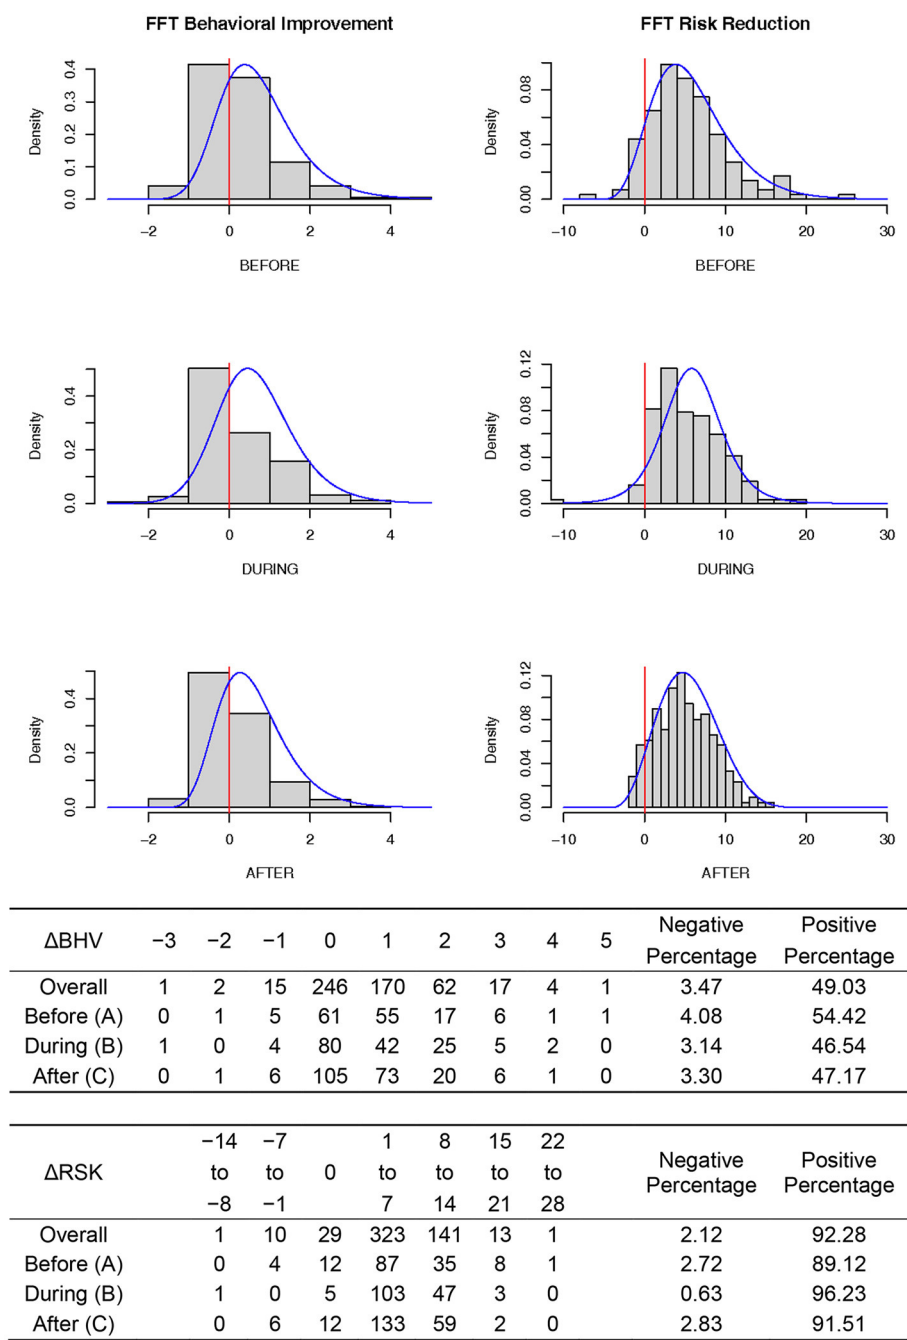 FFT Behavioral Improvement FFT Risk Reduction
Density 0.0 0.1 0.2 0.3 0.4
−2 0 2 4
BEFORE
Density 0.00 0.04 0.08
−10 0 10 20 30
BEFORE
Density 0.0 0.2 0.4
−2 0 2 4
DURING
Density 0.00 0.04 0.08 0.12
−10 0 10 20 30
DURING
Density 0.0 0.2 0.4
−2 0 2 4
AFTER
Density 0.00 0.04 0.08 0.12
−10 0 10 20 30
AFTER
ΔBHV −3 −2 −1 0 1 2 3 4 5 Negative Percentage Positive Percentage
Overall 1 2 15 246 170 62 17 4 1 3.47 49.03
Before (A) 0 1 5 61 55 17 6 1 1 4.08 54.42
During (B) 1 0 4 80 42 25 5 2 0 3.14 46.54
After (C) 0 1 6 105 73 20 6 1 0 3.30 47.17
ΔRSK −14 to −8 −7 to −1 0 1 to 7 8 to 14 15 to 21 22 to 28 Negative Percentage Positive Percentage
Overall 1 10 29 323 141 13 1 2.12 92.28
Before (A) 0 4 12 87 35 8 1 2.72 89.12
During (B) 1 0 5 103 47 3 0 0.63 96.23
After (C) 0 6 12 133 59 2 0 2.83 91.51